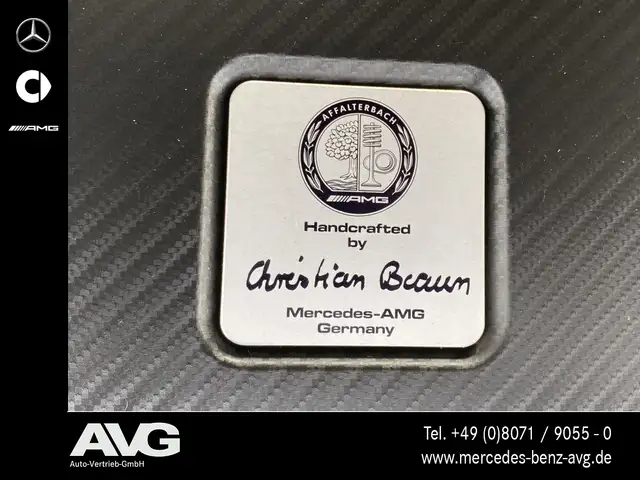 AMG
AFFALTERBACH
AMG
Handcrafted
by
Christian Braun
Mercedes-AMG
Germany
AVG
Auto-Vertrieb-GmbH
Tel. +49 (0)8071 / 9055 - 0
www.mercedes-benz-avg.de